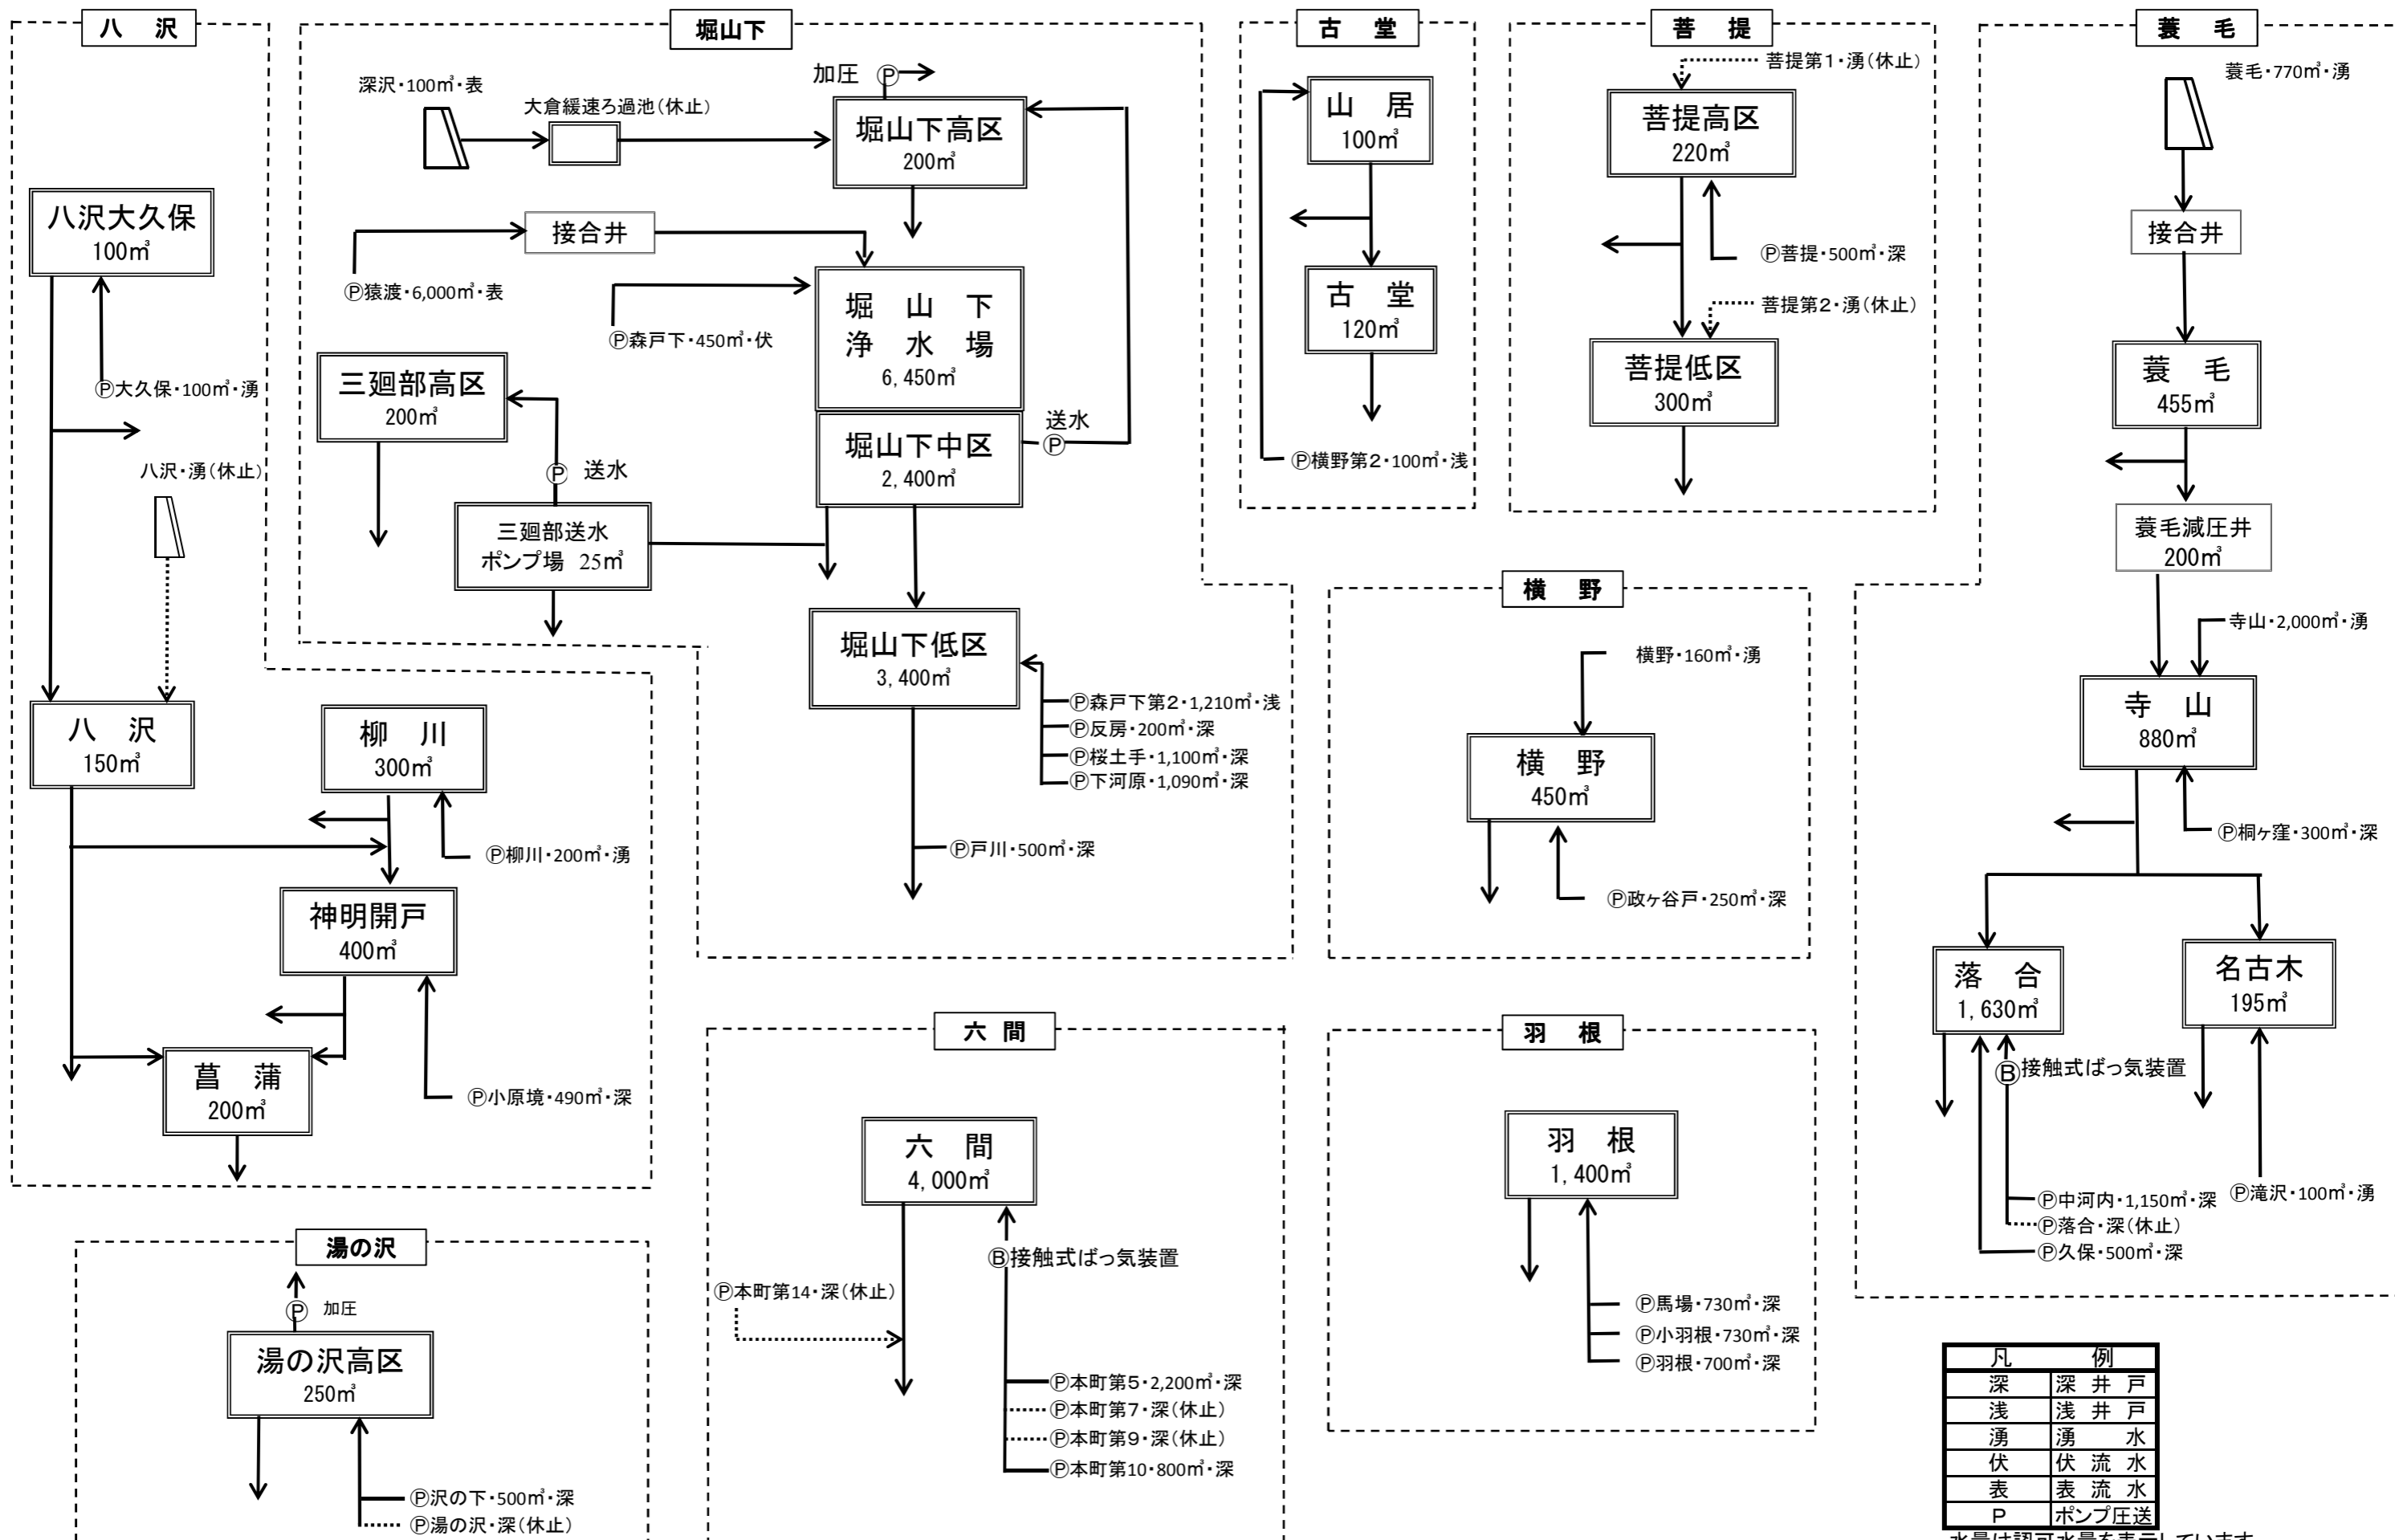 八 沢
八沢大久保
100㎥
Ⓟ大久保・100㎥・湧
八沢・湧(休止)
八 沢
150㎥
柳 川
300㎥
Ⓟ柳川・200㎥・湧
神明開戸
400㎥
Ⓟ小原境・490㎥・深
菖 蒲
200㎥
堀山下
深沢・100㎥・表
大倉緩速ろ過池(休止)
加圧 Ⓟ
堀山下高区
200㎥
接合井
Ⓟ猿渡・6,000㎥・表
Ⓟ森戸下・450㎥・伏
堀 山 下
浄 水 場
6,450㎥
堀山下中区
2,400㎥
送水
Ⓟ
三廻部高区
200㎥
Ⓟ 送水
三廻部送水
ポンプ場 25㎥
堀山下低区
3,400㎥
Ⓟ森戸下第2・1,210㎥・浅
Ⓟ反房・200㎥・深
Ⓟ桜土手・1,100㎥・深
Ⓟ下河原・1,090㎥・深
Ⓟ戸川・500㎥・深
古 堂
山 居
100㎥
古 堂
120㎥
Ⓟ横野第2・100㎥・浅
菩 提
菩提第1・湧(休止)
菩提高区
220㎥
Ⓟ菩提・500㎥・深
菩提第2・湧(休止)
菩提低区
300㎥
蓑 毛
蓑毛・770㎥・湧
接合井
蓑 毛
455㎥
蓑毛減圧井
200㎥
寺山・2,000㎥・湧
寺 山
880㎥
Ⓟ桐ヶ窪・300㎥・深
落 合
1,630㎥
名古木
195㎥
Ⓑ接触式ばっ気装置
Ⓟ中河内・1,150㎥・深
Ⓟ落合・深(休止)
Ⓟ久保・500㎥・深
Ⓟ滝沢・100㎥・湧
横 野
横野・160㎥・湧
横 野
450㎥
Ⓟ政ヶ谷戸・250㎥・深
湯の沢
Ⓟ 加圧
湯の沢高区
250㎥
Ⓟ沢の下・500㎥・深
Ⓟ湯の沢・深(休止)
六 間
六 間
4,000㎥
Ⓑ接触式ばっ気装置
Ⓟ本町第14・深(休止)
Ⓟ本町第5・2,200㎥・深
Ⓟ本町第7・深(休止)
Ⓟ本町第9・深(休止)
Ⓟ本町第10・800㎥・深
羽 根
羽 根
1,400㎥
Ⓟ馬場・730㎥・深
Ⓟ小羽根・730㎥・深
Ⓟ羽根・700㎥・深
凡 例
深 深 井 戸
浅 浅 井 戸
湧 湧 水
伏 伏 流 水
表 表 流 水
P ポンプ圧送
水量は認可水量を表示しています